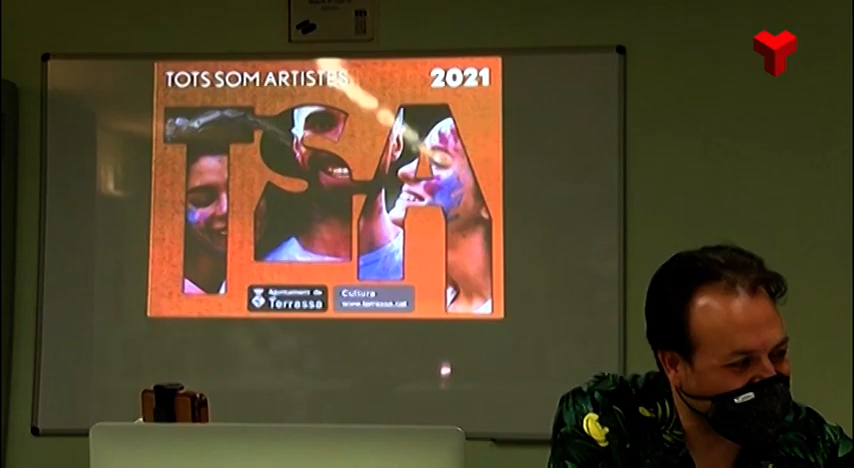 TOTS SOM ARTISTES
2021
TSA
Ajuntament de
Terrassa
Cultura
www.terrassa.cat